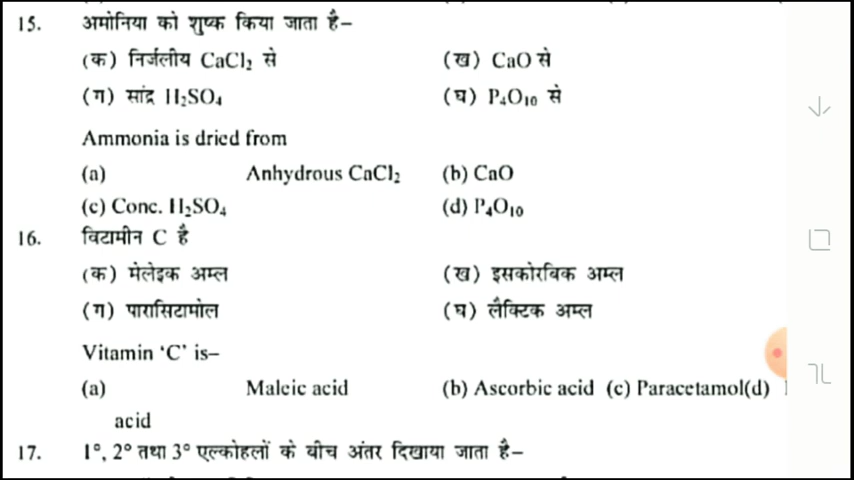 15. अमोनिया को शुष्क किया जाता है–
(क) निर्जलीय CaCl₂ से (ख) CaO से
(ग) सांद्र H₂SO₄ (घ) P₄O₁₀ से
Ammonia is dried from
(a) Anhydrous CaCl₂ (b) CaO
(c) Conc. H₂SO₄ (d) P₄O₁₀
16. विटामीन C है
(क) मेलेइक अम्ल (ख) इसकोरबिक अम्ल
(ग) पारासिटामोल (घ) लैक्टिक अम्ल
Vitamin ‘C’ is–
(a) Maleic acid (b) Ascorbic acid (c) Paracetamol(d)
acid
17. 1°, 2° तथा 3° एल्कोहलों के बीच अंतर दिखाया जाता है–